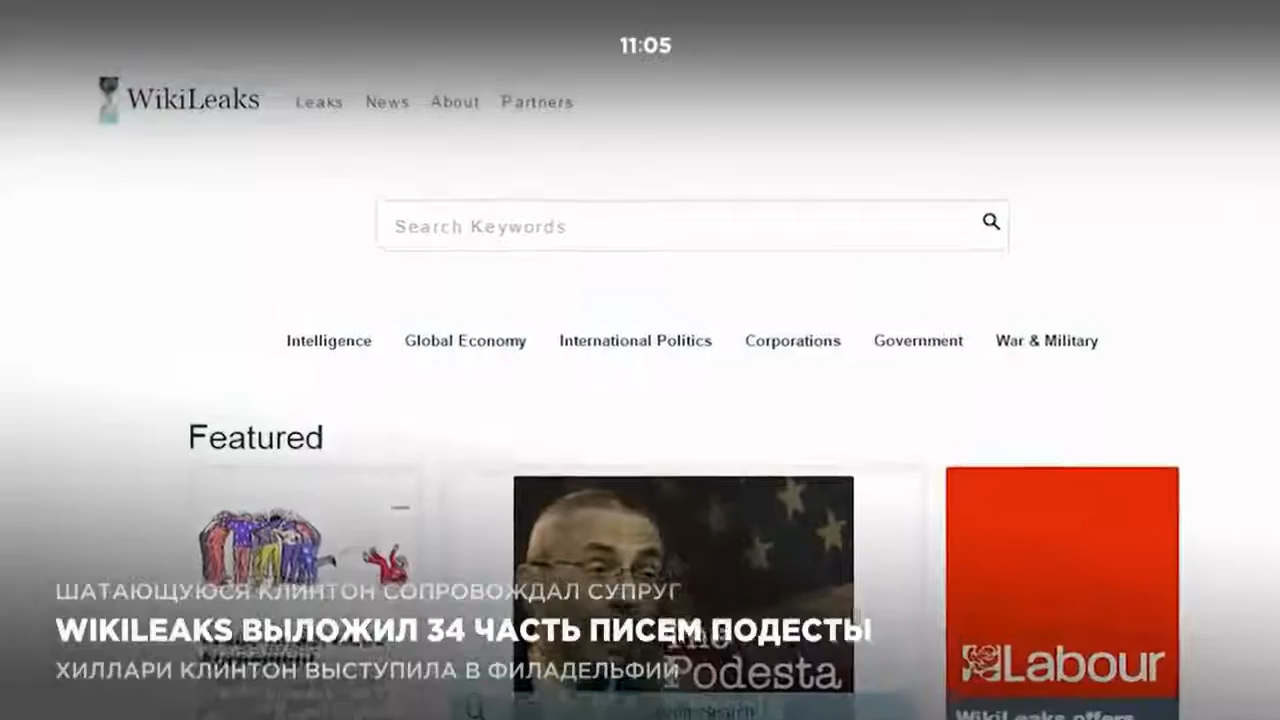 11:05
WikiLeaks Leaks News About Partners
Search Keywords
Intelligence Global Economy International Politics Corporations Government War & Military
Featured
ШАТАЮЩУЮСЯ КЛИНТОН СОПРОВОЖДАЛ СУПРУГ
WIKILEAKS ВЫЛОЖИЛ 34 ЧАСТЬ ПИСЕМ ПОДЕСТЫ
ХИЛЛАРИ КЛИНТОН ВЫСТУПИЛА В ФИЛАДЕЛЬФИИ
The
Podesta
Labour
WikiLeaks offers